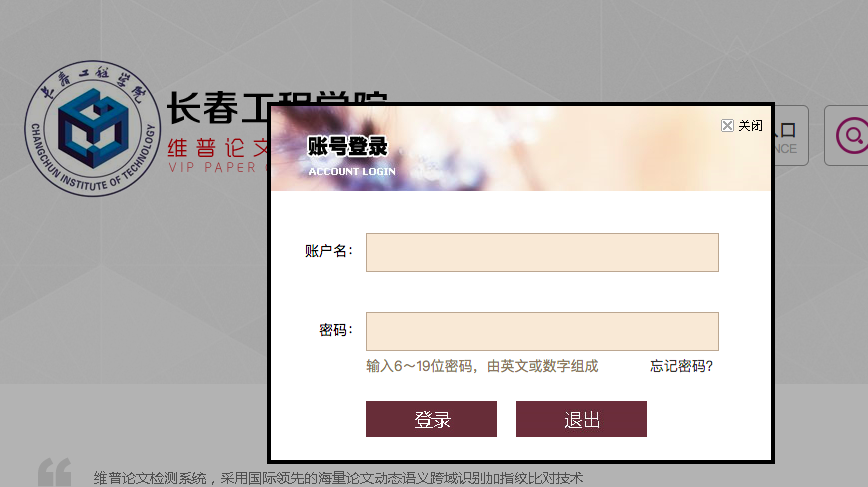 长春工程学院
CHANGCHUN INSTITUTE OF TECHNOLOGY
长春工程学院
维普论文
VIP PAPER
关闭
账号登录
ACCOUNT LOGIN
入口
账户名：
密码：
输入6～19位密码，由英文或数字组成
忘记密码?
登录
退出
维普论文检测系统，采用国际领先的海量论文动态语义跨域识别加指纹比对技术